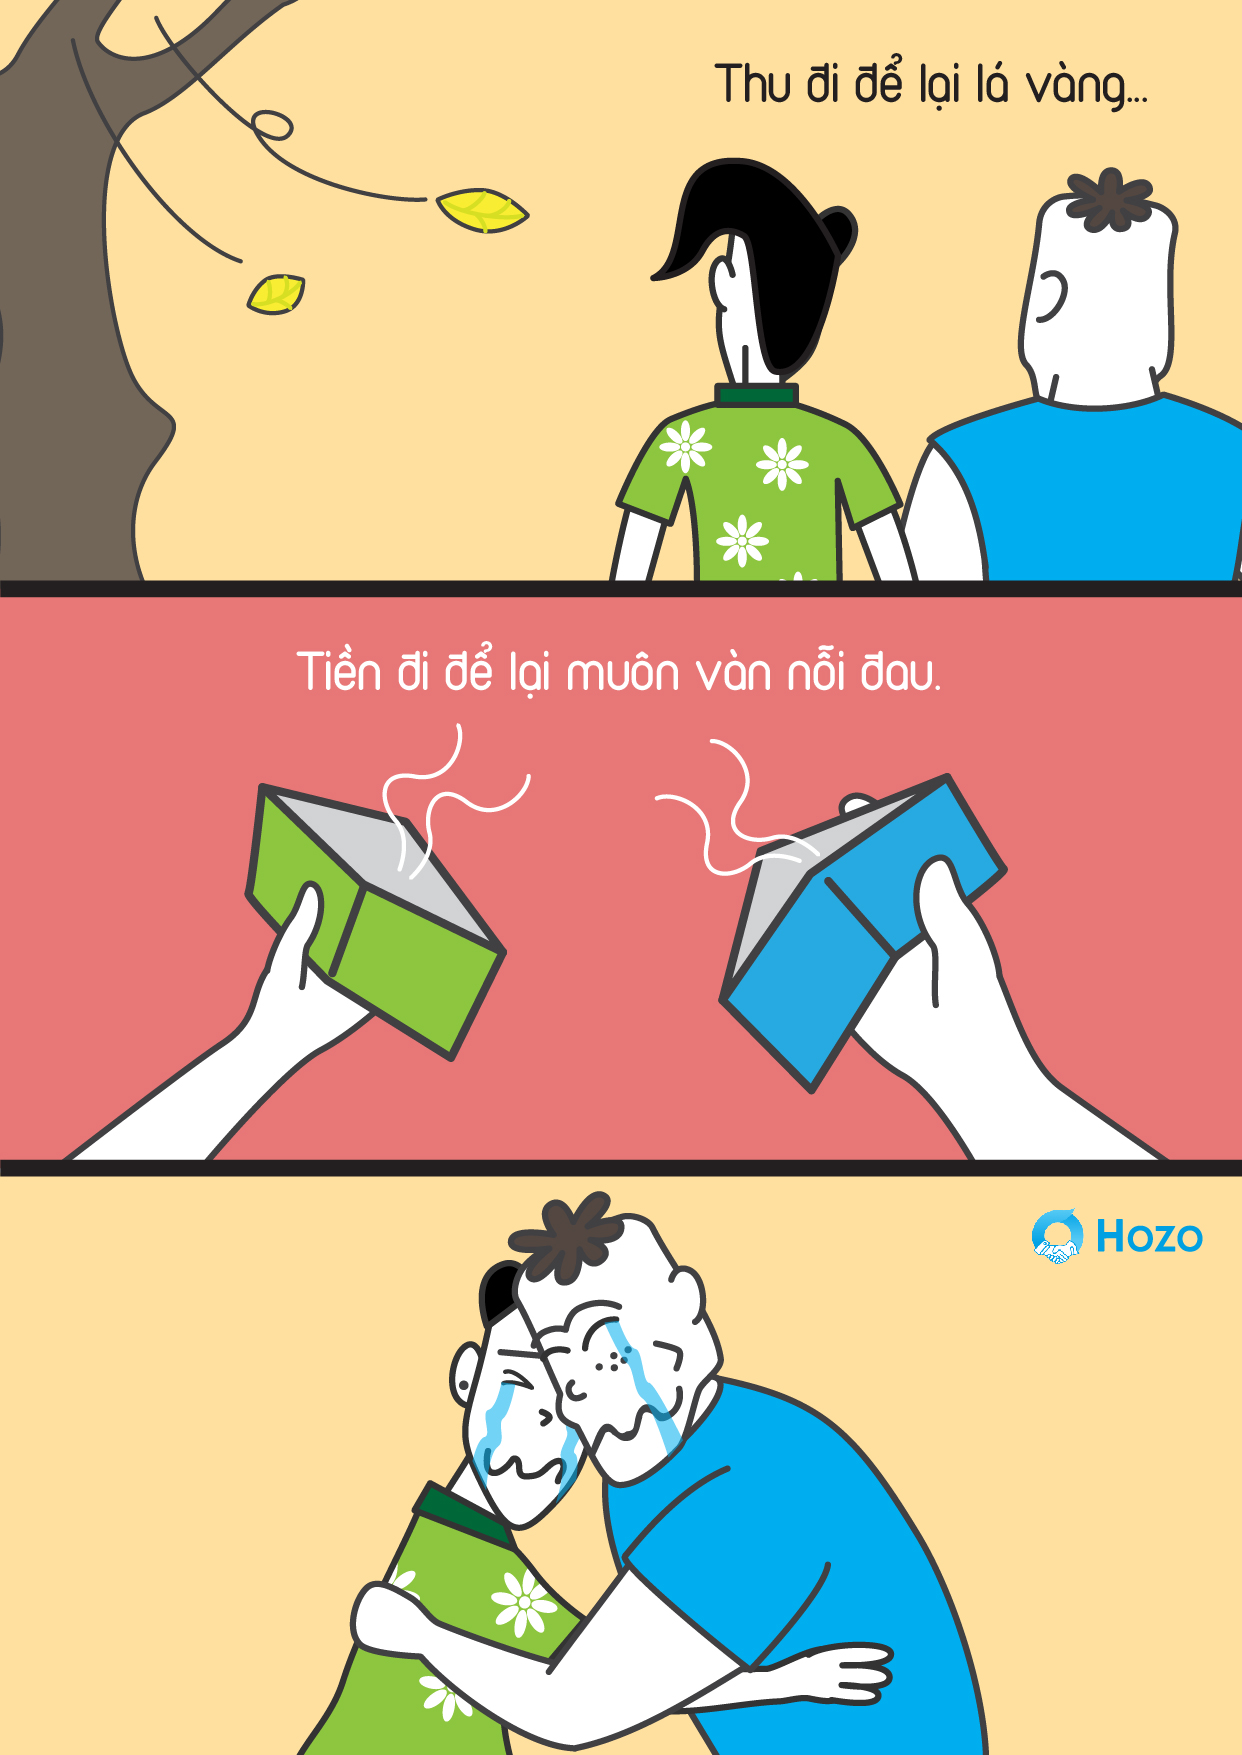 Thu đi để lại lá vàng...
Tiền đi để lại muôn vàn nỗi đau.
Hozo